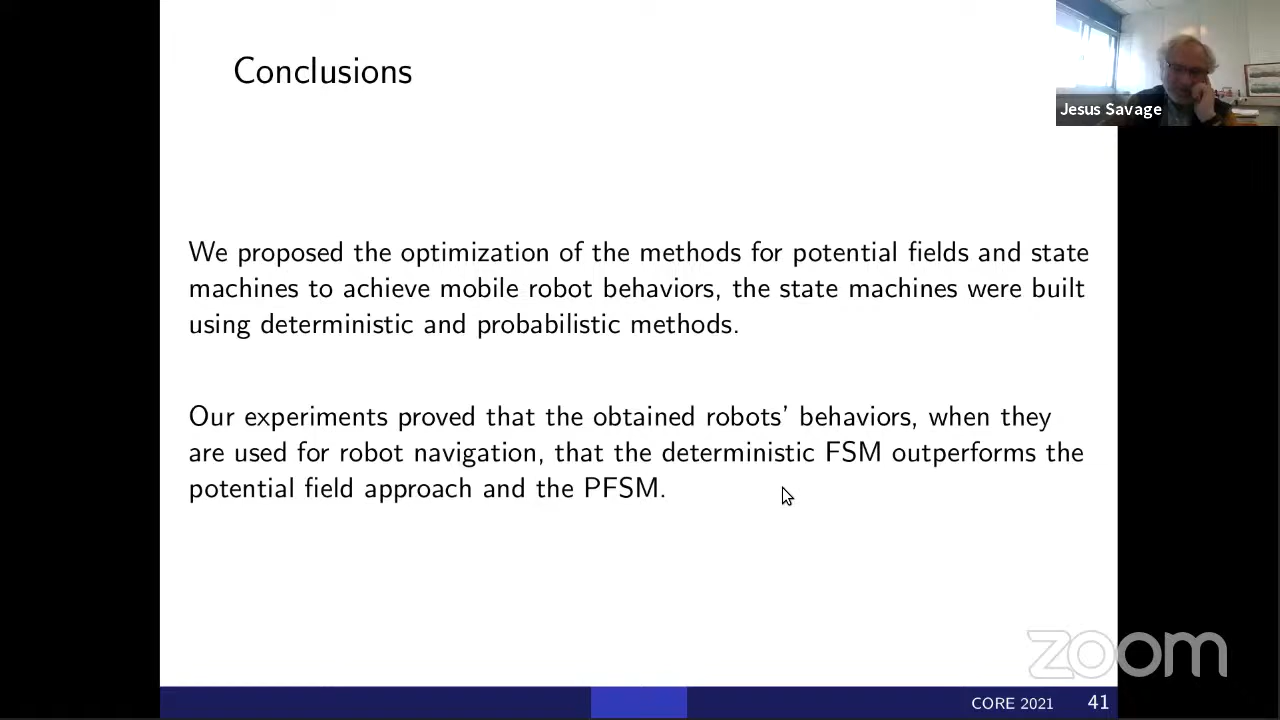 Conclusions
Jesus Savage
We proposed the optimization of the methods for potential fields and state
machines to achieve mobile robot behaviors, the state machines were built
using deterministic and probabilistic methods.
Our experiments proved that the obtained robots' behaviors, when they
are used for robot navigation, that the deterministic FSM outperforms the
potential field approach and the PFSM.
zoom
CORE 2021 41